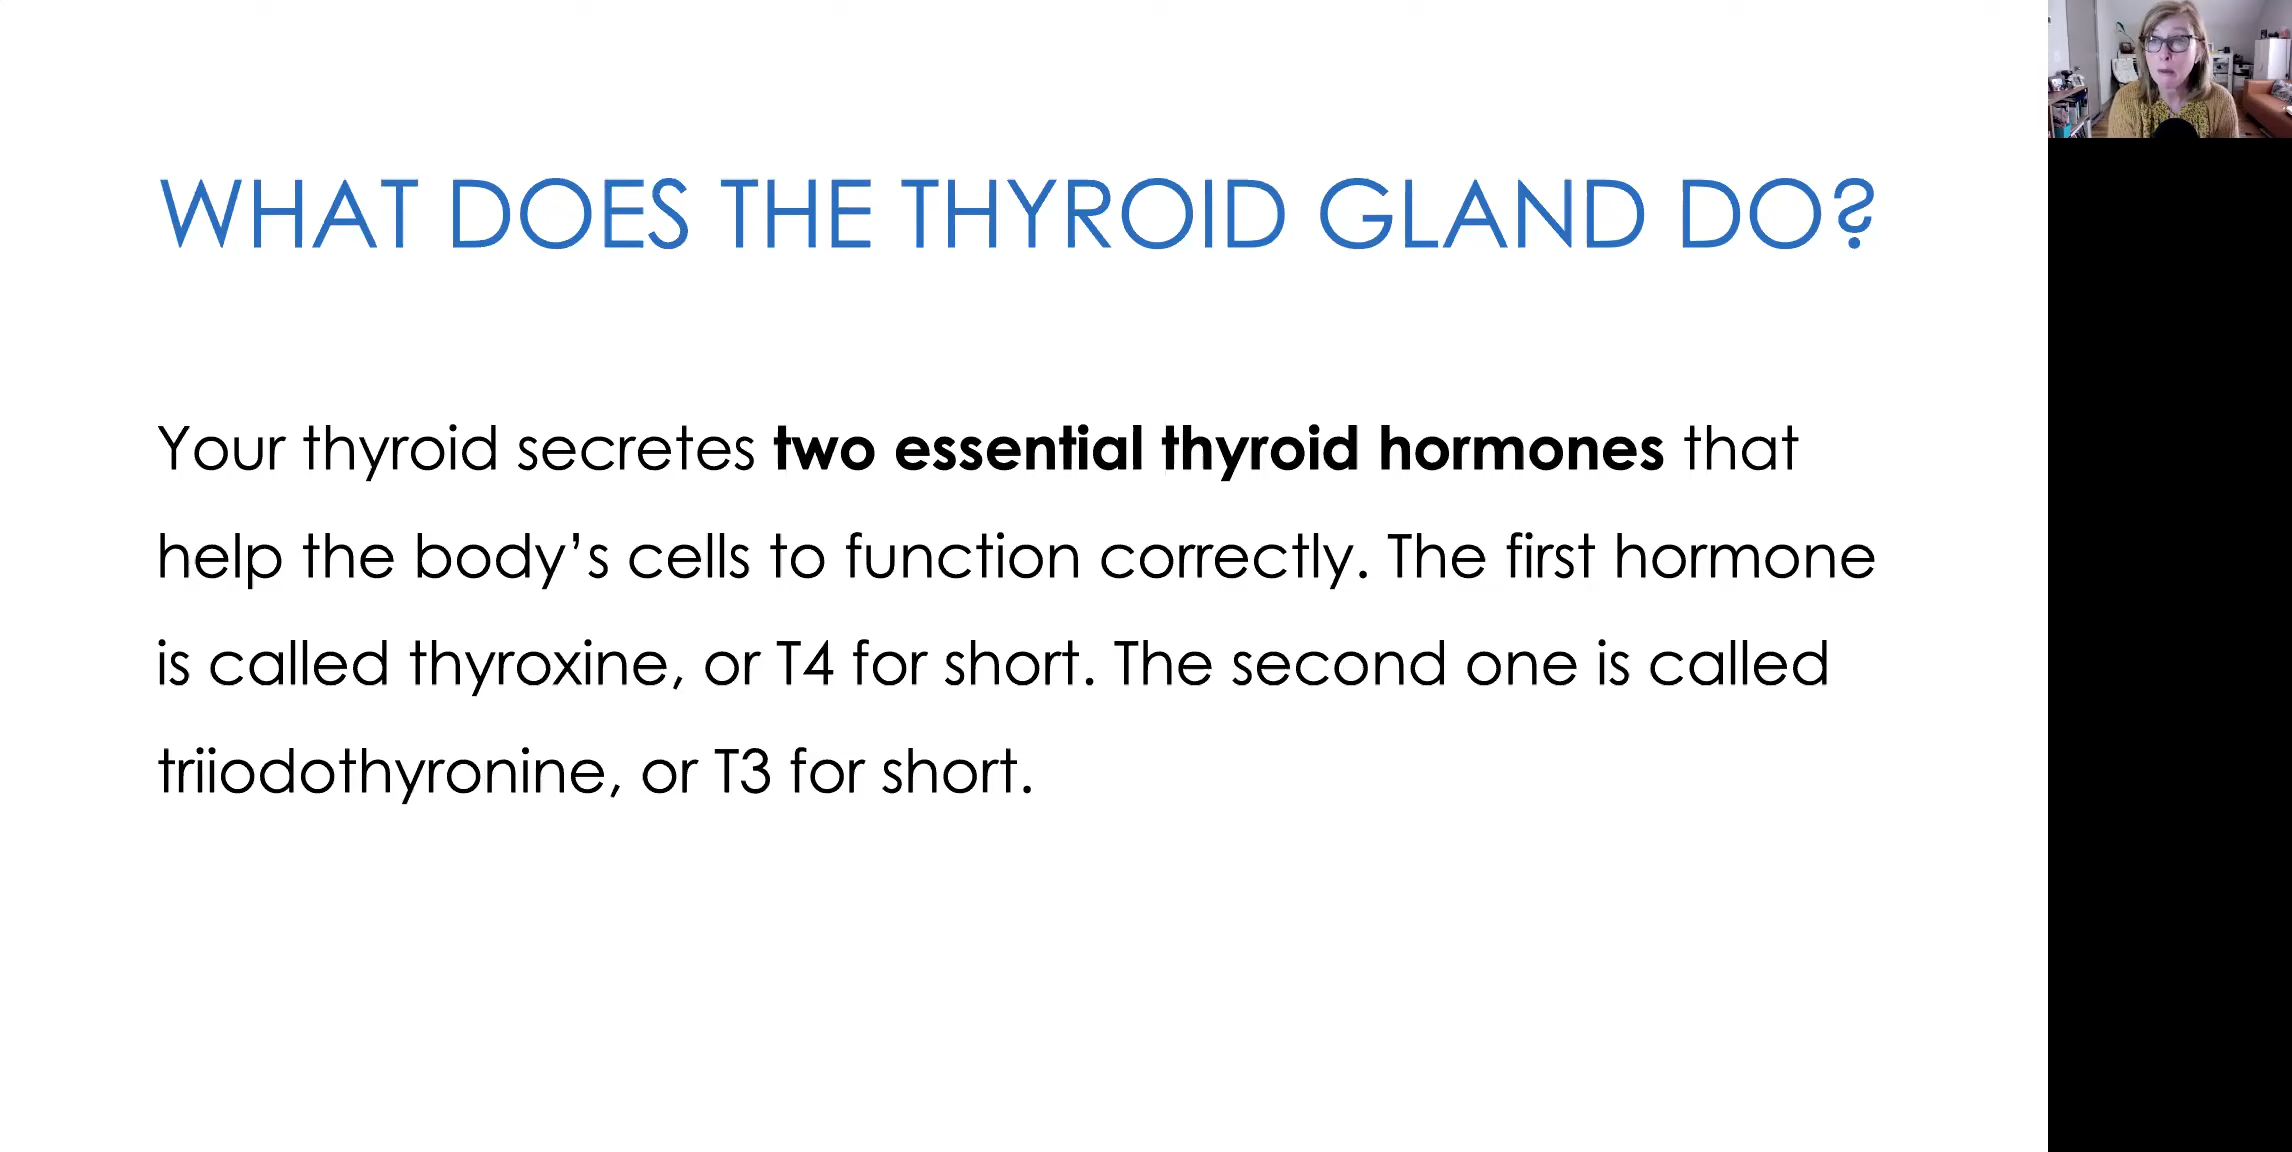 WHAT DOES THE THYROID GLAND DO?
Your thyroid secretes two essential thyroid hormones that
help the body’s cells to function correctly. The first hormone
is called thyroxine, or T4 for short. The second one is called
triiodothyronine, or T3 for short.